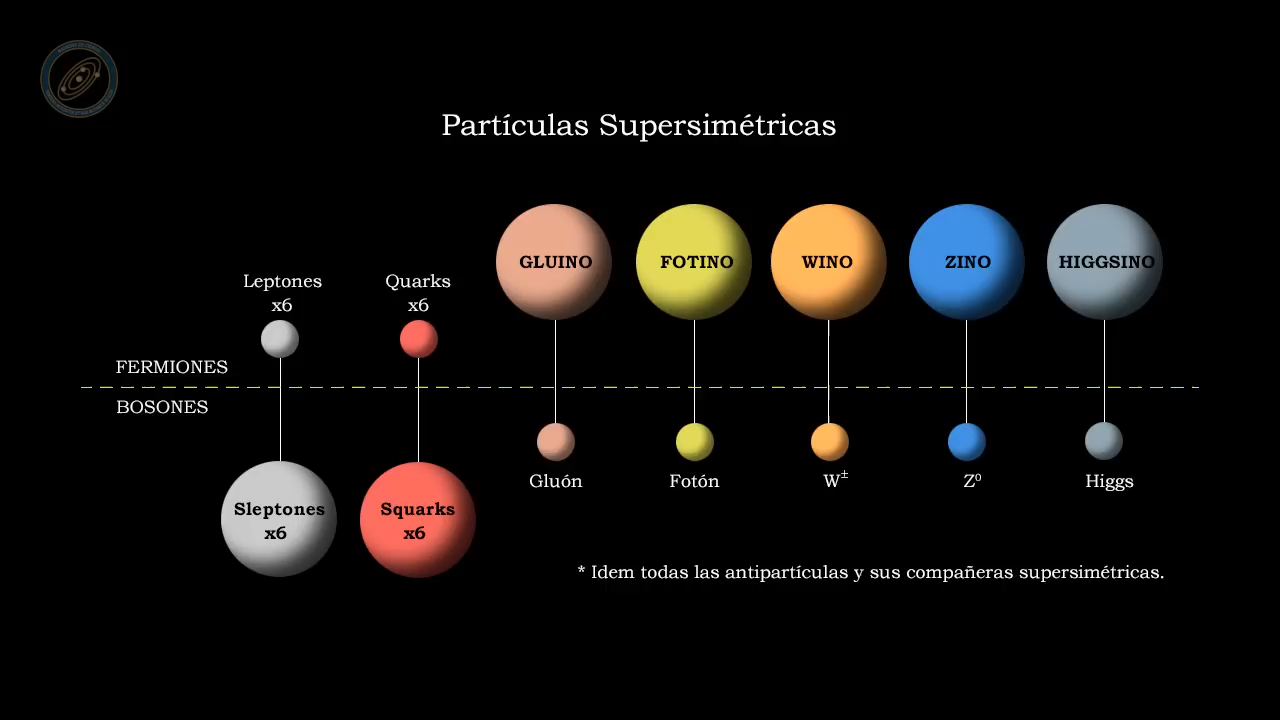 Partículas Supersimétricas
GLUINO
FOTINO
WINO
ZINO
HIGGSINO
Leptones
x6
Quarks
x6
FERMIONES
BOSONES
Gluón
Fotón
W±
Z⁰
Higgs
Sleptones
x6
Squarks
x6
* Idem todas las antipartículas y sus compañeras supersimétricas.